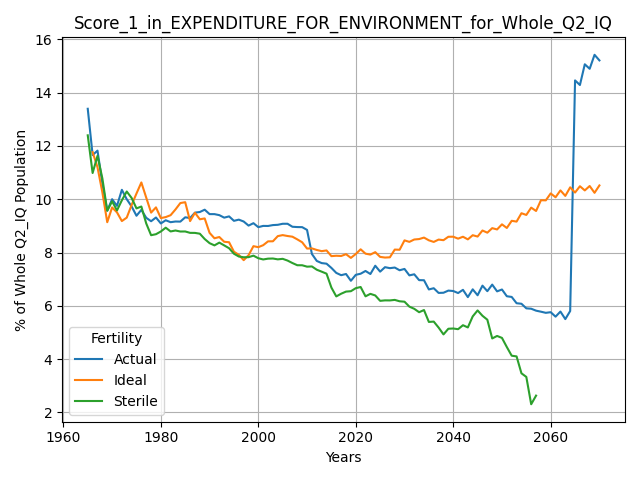 Score_1_in_EXPENDITURE_FOR_ENVIRONMENT_for_Whole_Q2_IQ
16
14
12
10
8
6
4
2
% of Whole Q2_IQ Population
Fertility
Actual
Ideal
Sterile
1960 1980 2000 2020 2040 2060
Years